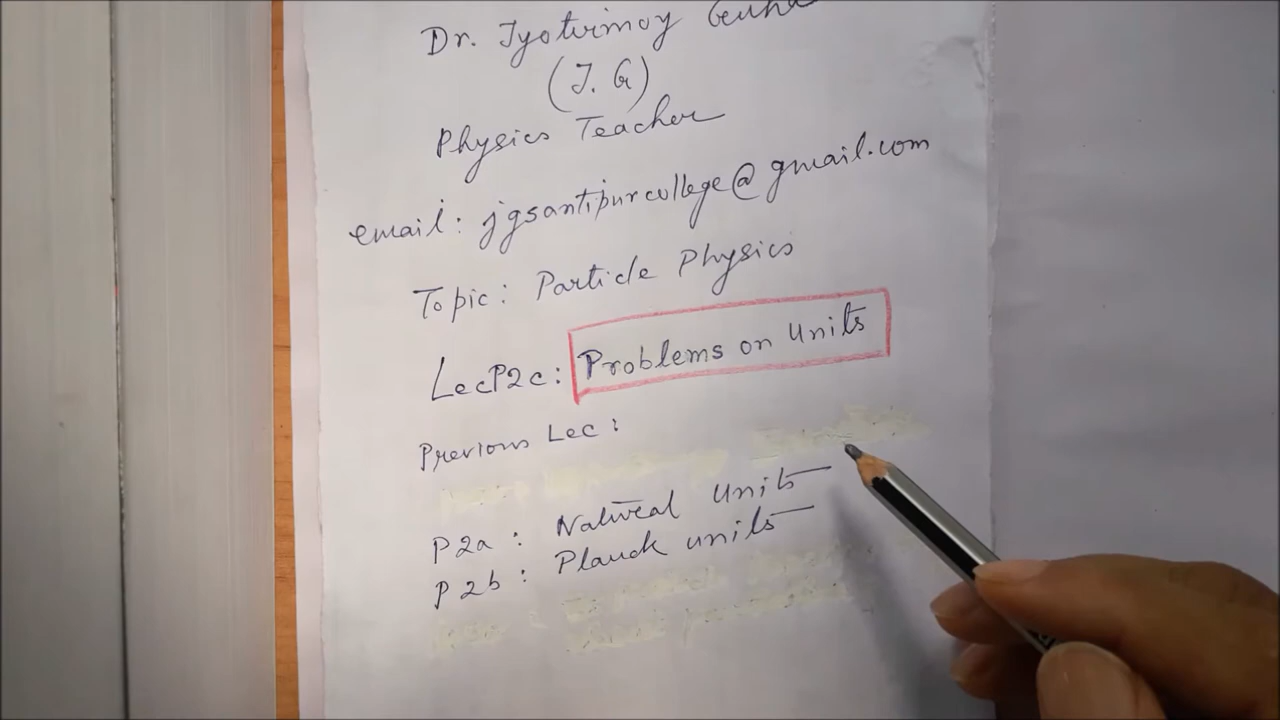 Dr. Jyotirmoy Guha
(J. G)
Physics Teacher
email: jgsantipurcollege@gmail.com
Topic: Particle Physics
LecP2c: Problems on Units
Previous Lec:
P2a: Natural Units
P2b: Planck units